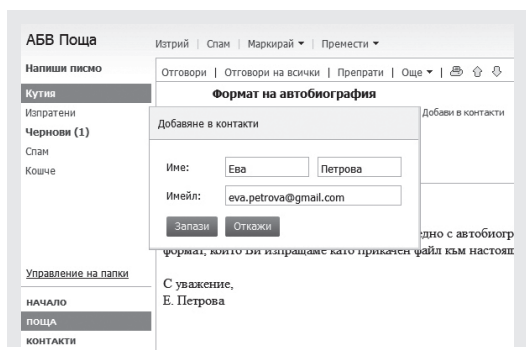 АБВ Поща
Изтрий | Спам | Маркирай ▾ | Премести ▾
Напиши писмо
Отговори | Отговори на всички | Препрати | Още ▾ |
Кутия
Формат на автобиография
Изпратени
Добави в контакти
Чернови (1)
Добавяне в контакти
Спам
Кошче
Име: Ева Петрова
Имейл: eva.petrova@gmail.com
Запази Откажи
с автобиогр
формат, който Ви изпращаме като прикачен файл към настоящ
Управление на папки
С уважение,
Е. Петрова
НАЧАЛО
ПОЩА
КОНТАКТИ